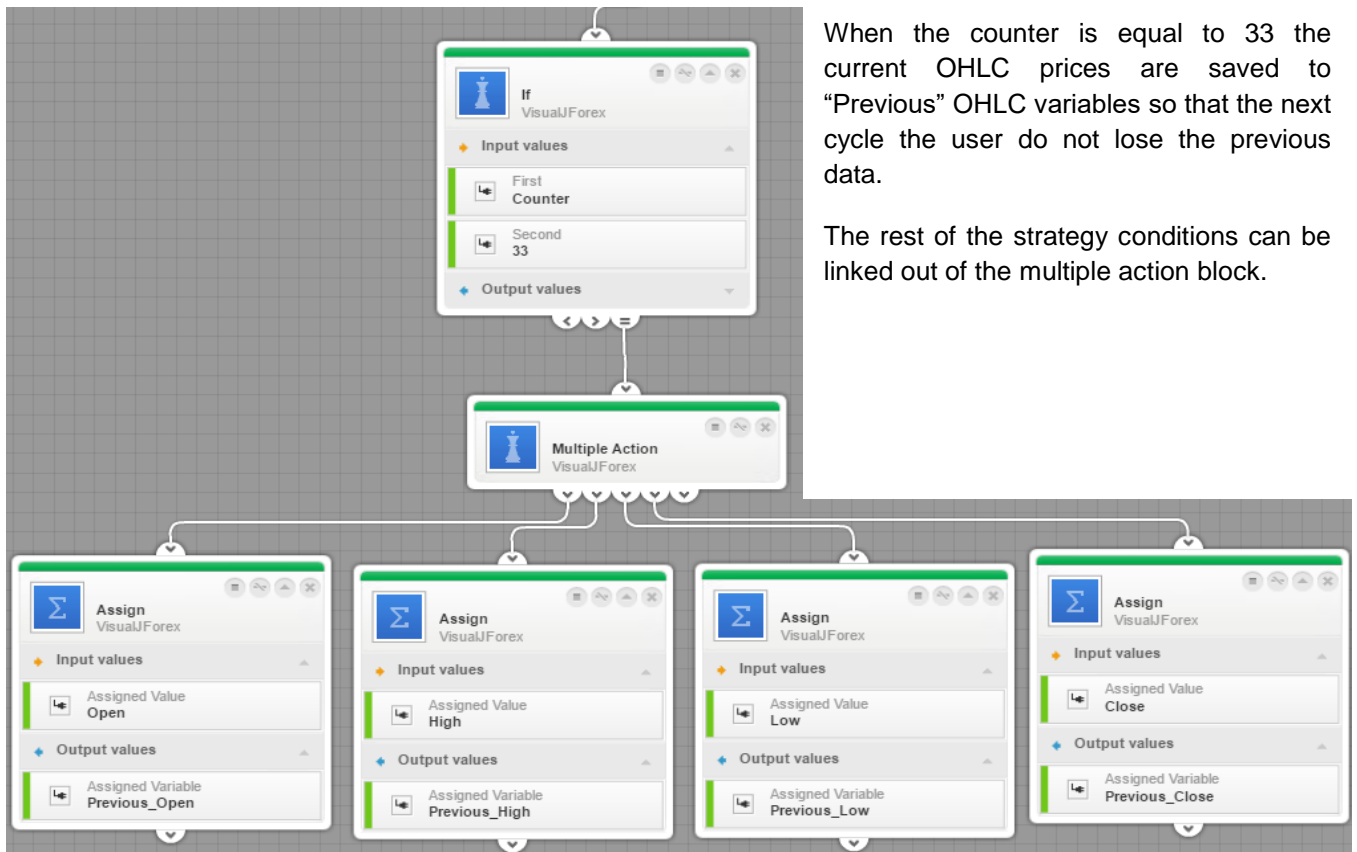 When the counter is equal to 33 the
current OHLC prices are saved to
“Previous” OHLC variables so that the next
cycle the user do not lose the previous
data.
The rest of the strategy conditions can be
linked out of the multiple action block.
If
VisualJForex
Input values
First
Counter
Second
33
Output values
Multiple Action
VisualJForex
Assign
VisualJForex
Input values
Assigned Value
Open
Output values
Assigned Variable
Previous_Open
Assign
VisualJForex
Input values
Assigned Value
High
Output values
Assigned Variable
Previous_High
Assign
VisualJForex
Input values
Assigned Value
Low
Output values
Assigned Variable
Previous_Low
Assign
VisualJForex
Input values
Assigned Value
Close
Output values
Assigned Variable
Previous_Close